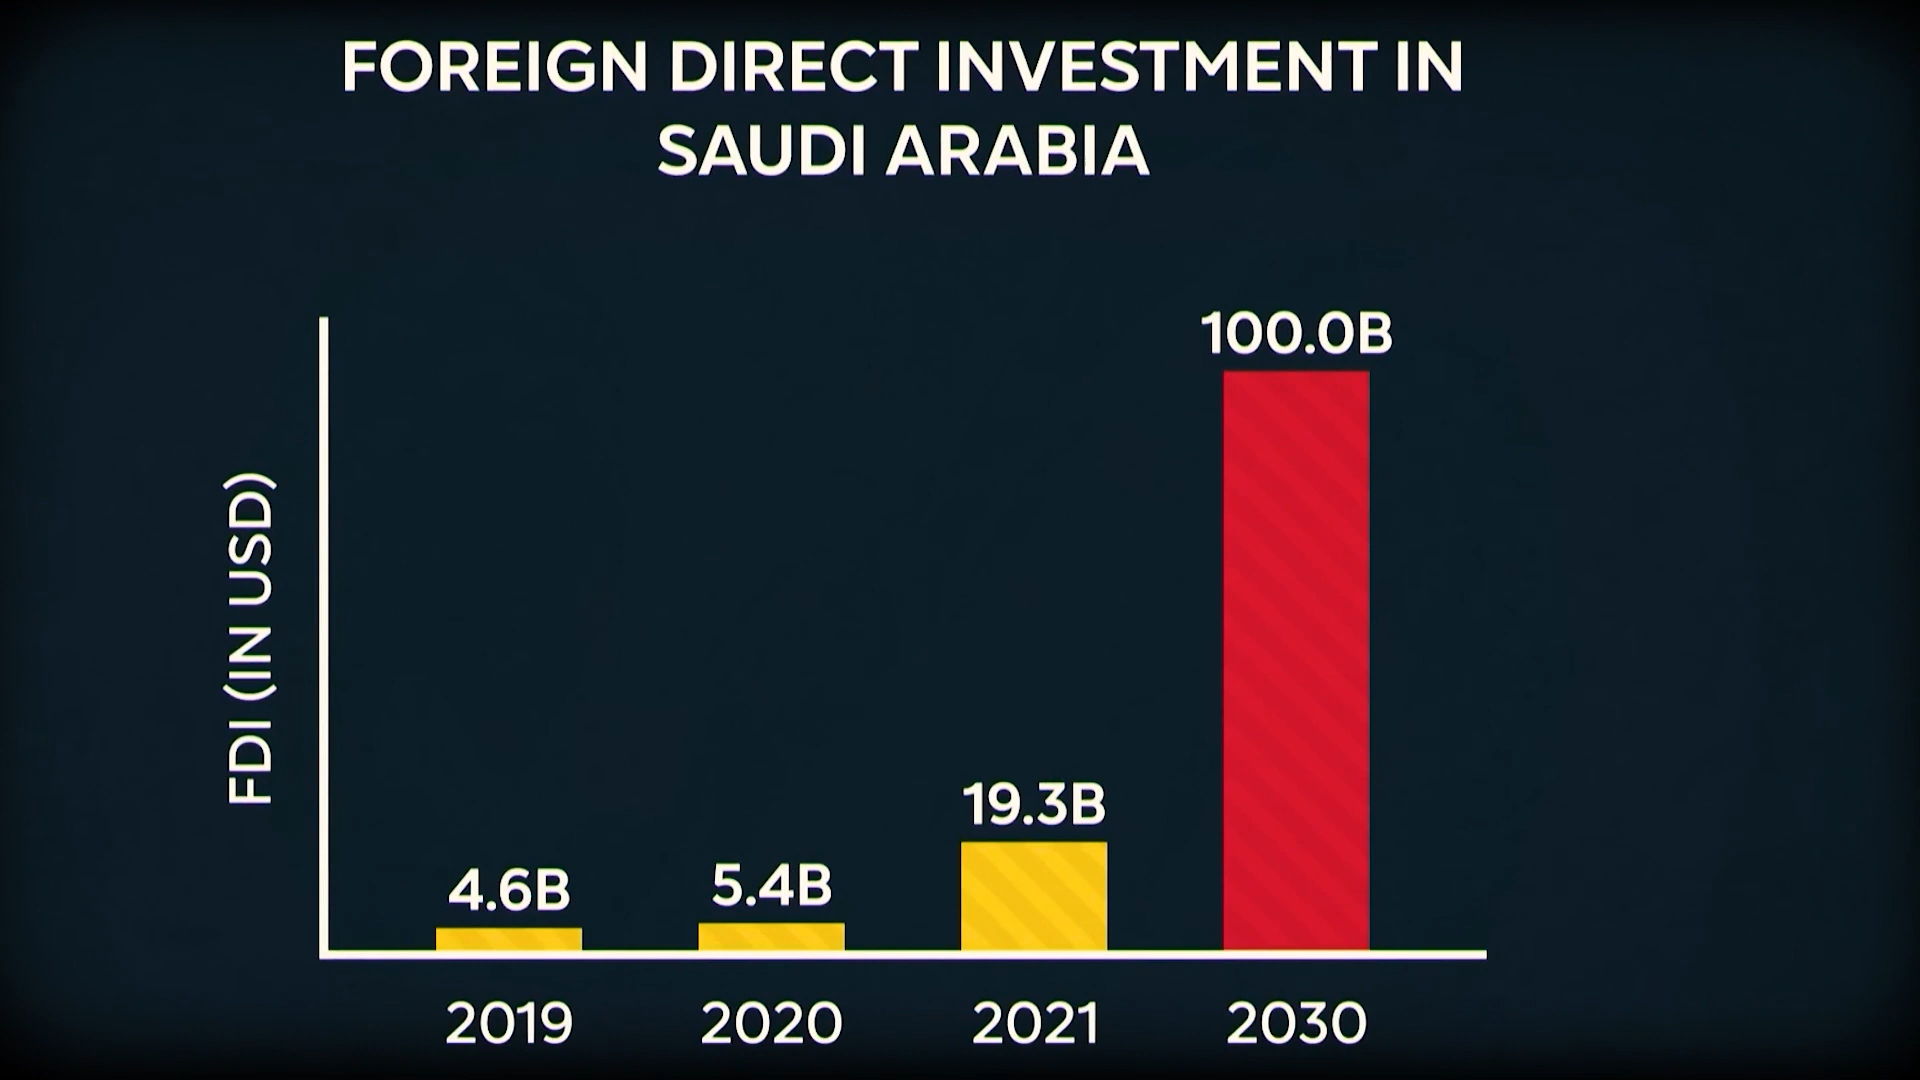 FOREIGN DIRECT INVESTMENT IN
SAUDI ARABIA
FDI (IN USD)
4.6B
5.4B
19.3B
100.0B
2019
2020
2021
2030